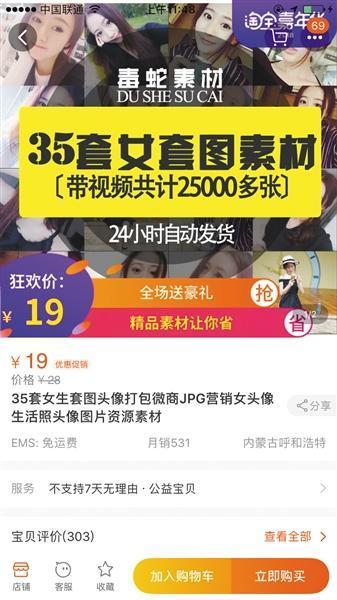 中国联通
11:48
淘宝嘉年华
69
毒蛇素材
DU SHE SU CAI
35套女套图素材
〔带视频共计25000多张〕
24小时自动发货
狂欢价:
¥ 19
全场送豪礼
抢
精品素材让你省
省
¥ 19 优惠促销
价格 ¥ 28
35套女生套图头像打包微商JPG营销女头像
生活照头像图片资源素材
分享
EMS: 免运费 月销531 内蒙古呼和浩特
服务 不支持7天无理由 · 公益宝贝
宝贝评价(303) 查看全部
店铺 客服 收藏 加入购物车 立即购买